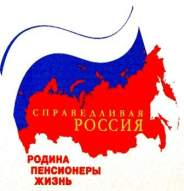 СПРАВЕДЛИВАЯ
РОССИЯ
РОДИНА
ПЕНСИОНЕРЫ
ЖИЗНЬ